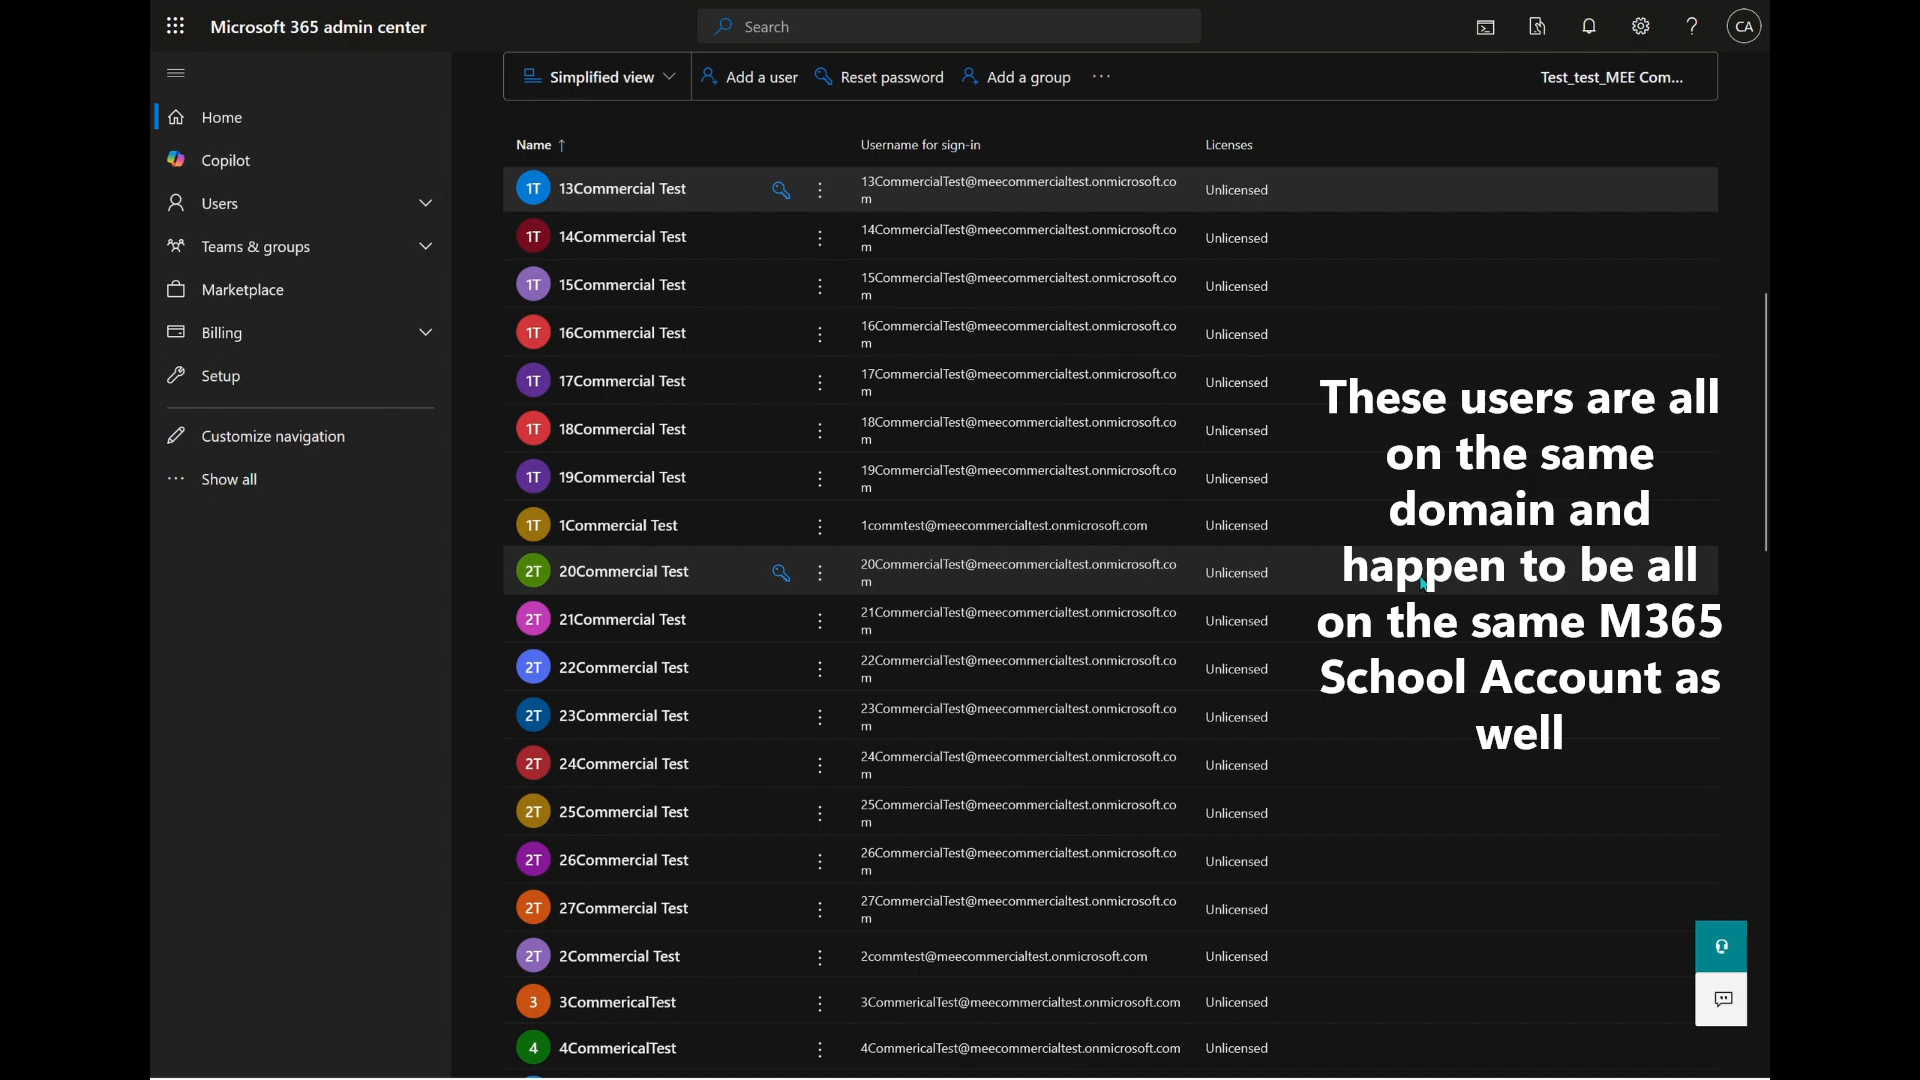 Microsoft 365 admin center
Search
CA
Simplified view
Add a user
Reset password
Add a group
Test_test_MEE Com...
Home
Copilot
Users
Teams & groups
Marketplace
Billing
Setup
Customize navigation
Show all
Name ↑ Username for sign-in Licenses
1T 13Commercial Test 13CommercialTest@meecommercialtest.onmicrosoft.co Unlicensed
m
1T 14Commercial Test 14CommercialTest@meecommercialtest.onmicrosoft.co Unlicensed
m
1T 15Commercial Test 15CommercialTest@meecommercialtest.onmicrosoft.co Unlicensed
m
1T 16Commercial Test 16CommercialTest@meecommercialtest.onmicrosoft.co Unlicensed
m
1T 17Commercial Test 17CommercialTest@meecommercialtest.onmicrosoft.co Unlicensed
m
1T 18Commercial Test 18CommercialTest@meecommercialtest.onmicrosoft.co Unlicensed
m
1T 19Commercial Test 19CommercialTest@meecommercialtest.onmicrosoft.co Unlicensed
m
1T 1Commercial Test 1commtest@meecommercialtest.onmicrosoft.com Unlicensed
2T 20Commercial Test 20CommercialTest@meecommercialtest.onmicrosoft.co Unlicensed
m
2T 21Commercial Test 21CommercialTest@meecommercialtest.onmicrosoft.co Unlicensed
m
2T 22Commercial Test 22CommercialTest@meecommercialtest.onmicrosoft.co Unlicensed
m
2T 23Commercial Test 23CommercialTest@meecommercialtest.onmicrosoft.co Unlicensed
m
2T 24Commercial Test 24CommercialTest@meecommercialtest.onmicrosoft.co Unlicensed
m
2T 25Commercial Test 25CommercialTest@meecommercialtest.onmicrosoft.co Unlicensed
m
2T 26Commercial Test 26CommercialTest@meecommercialtest.onmicrosoft.co Unlicensed
m
2T 27Commercial Test 27CommercialTest@meecommercialtest.onmicrosoft.co Unlicensed
m
2T 2Commercial Test 2commtest@meecommercialtest.onmicrosoft.com Unlicensed
3 3CommericalTest 3CommericalTest@meecommercialtest.onmicrosoft.com Unlicensed
4 4CommericalTest 4CommericalTest@meecommercialtest.onmicrosoft.com Unlicensed
These users are all
on the same
domain and
happen to be all
on the same M365
School Account as
well